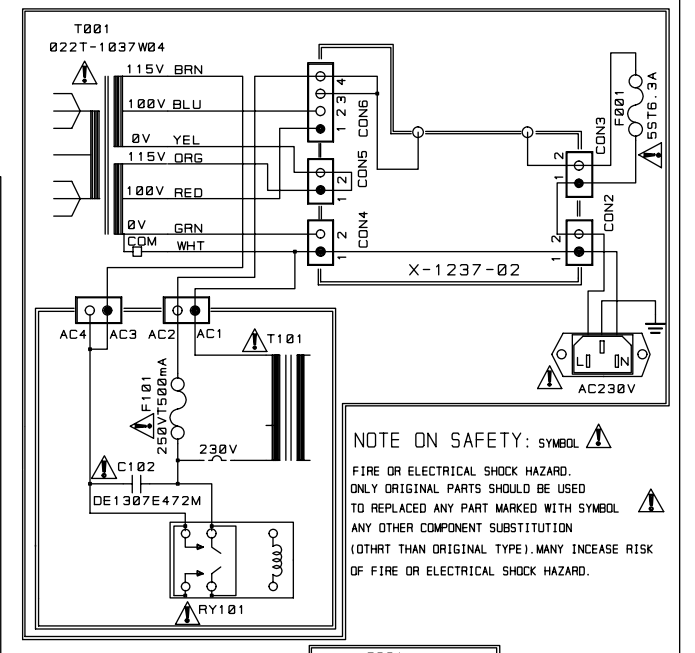 T001
022T-1037W04
115V BRN
100V BLU
0V YEL
115V ORG
100V RED
0V GRN
COM WHT
4
3
2
1
CON6
2
1
CON5
2
1
CON4
2
1
CON3
2
1
CON2
F001
5ST6.3A
X-1237-02
L N
AC230V
AC4 AC3 AC2 AC1
T101
F101
250VT500mA
230V
C102
DE1307E472M
RY101
NOTE ON SAFETY: SYMBOL
FIRE OR ELECTRICAL SHOCK HAZARD.
ONLY ORIGINAL PARTS SHOULD BE USED
TO REPLACED ANY PART MARKED WITH SYMBOL
ANY OTHER COMPONENT SUBSTITUTION
(OTHRT THAN ORIGINAL TYPE).MANY INCEASE RISK
OF FIRE OR ELECTRICAL SHOCK HAZARD.